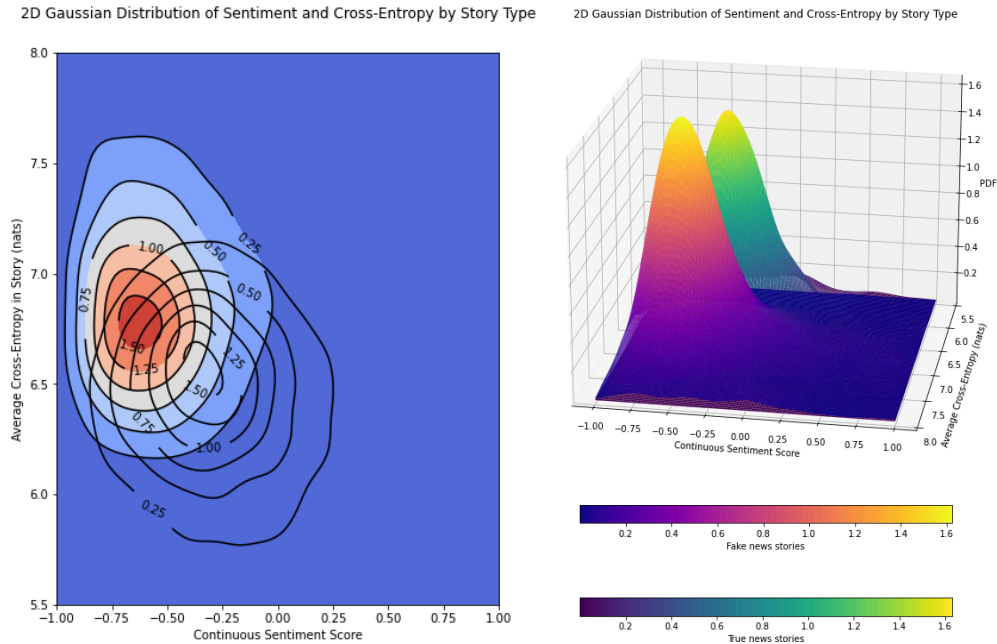 2D Gaussian Distribution of Sentiment and Cross-Entropy by Story Type
8.0
7.5
7.0
6.5
6.0
5.5
Average Cross-Entropy in Story (nats)
0.25
0.50
1.00
0.50
0.75
1.50
1.25
1.25
1.50
0.75
1.00
0.25
−1.00 −0.75 −0.50 −0.25 0.00 0.25 0.50 0.75 1.00
Continuous Sentiment Score
2D Gaussian Distribution of Sentiment and Cross-Entropy by Story Type
1.6
1.4
1.2
1.0
0.8
PDF
0.6
0.4
0.2
5.5
6.0
6.5
7.0
7.5
8.0
Average Cross-Entropy (nats)
−1.00 −0.75 −0.50 −0.25 0.00 0.25 0.50 0.75 1.00
Continuous Sentiment Score
0.2 0.4 0.6 0.8 1.0 1.2 1.4 1.6
Fake news stories
0.2 0.4 0.6 0.8 1.0 1.2 1.4 1.6
True news stories